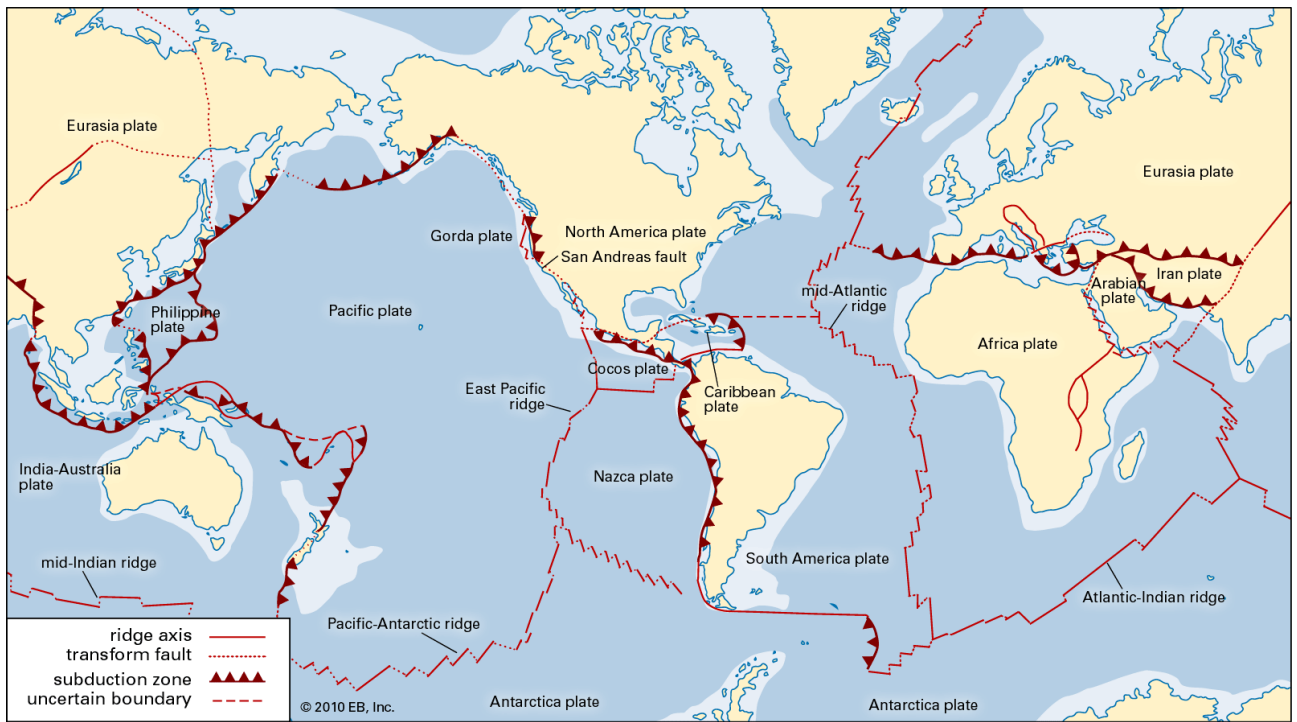 Eurasia plate
Eurasia plate
Gorda plate
North America plate
San Andreas fault
Philippine
plate
Pacific plate
mid-Atlantic
ridge
Arabian
plate
Iran plate
Africa plate
Cocos plate
East Pacific
ridge
Caribbean
plate
India-Australia
plate
Nazca plate
mid-Indian ridge
South America plate
Atlantic-Indian ridge
Pacific-Antarctic ridge
ridge axis
transform fault
subduction zone
uncertain boundary
© 2010 EB, Inc.
Antarctica plate
Antarctica plate